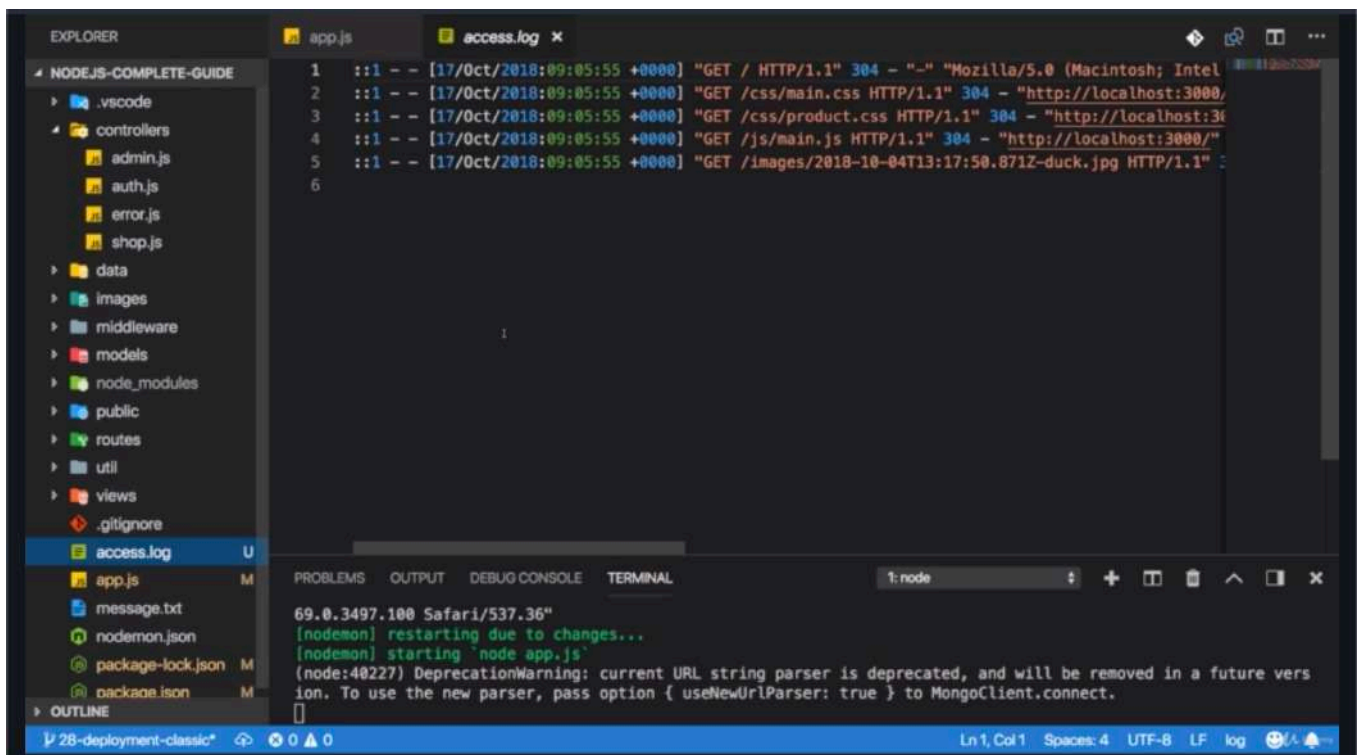 EXPLORER
NODEJS-COMPLETE-GUIDE
.vscode
controllers
admin.js
auth.js
error.js
shop.js
data
images
middleware
models
node_modules
public
routes
util
views
.gitignore
access.log U
app.js M
message.txt
nodemon.json
package-lock.json M
package.json M
OUTLINE
app.js
access.log ×
1 ::1 - - [17/Oct/2018:09:05:55 +0000] "GET / HTTP/1.1" 304 - "-" "Mozilla/5.0 (Macintosh; Intel
2 ::1 - - [17/Oct/2018:09:05:55 +0000] "GET /css/main.css HTTP/1.1" 304 - "http://localhost:3000/
3 ::1 - - [17/Oct/2018:09:05:55 +0000] "GET /css/product.css HTTP/1.1" 304 - "http://localhost:30
4 ::1 - - [17/Oct/2018:09:05:55 +0000] "GET /js/main.js HTTP/1.1" 304 - "http://localhost:3000/"
5 ::1 - - [17/Oct/2018:09:05:55 +0000] "GET /images/2018-10-04T13:17:50.871Z-duck.jpg HTTP/1.1" 3
6
PROBLEMS OUTPUT DEBUG CONSOLE TERMINAL 1: node
69.0.3497.100 Safari/537.36"
[nodemon] restarting due to changes...
[nodemon] starting `node app.js`
(node:40227) DeprecationWarning: current URL string parser is deprecated, and will be removed in a future vers
ion. To use the new parser, pass option { useNewUrlParser: true } to MongoClient.connect.
28-deployment-classic* 0 0 Ln 1, Col 1 Spaces: 4 UTF-8 LF log